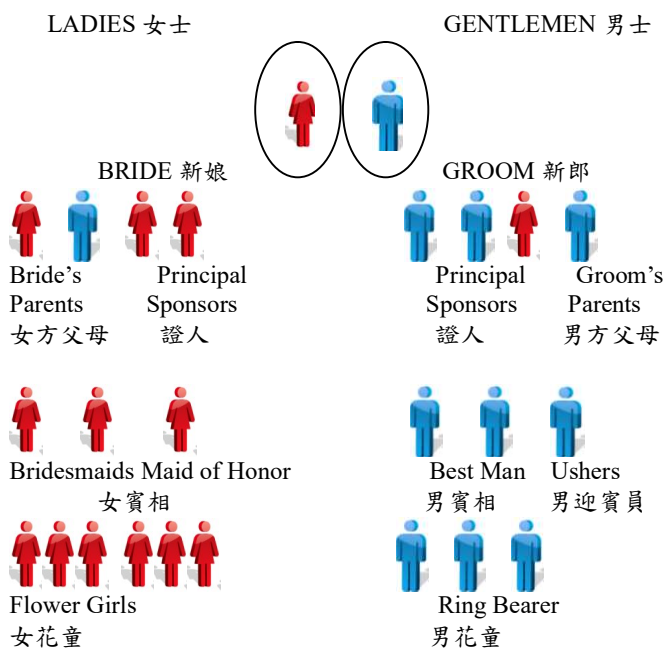 LADIES 女士 GENTLEMEN 男士
BRIDE 新娘 GROOM 新郎
Bride’s Principal Principal Groom’s
Parents Sponsors Sponsors Parents
女方父母 證人 證人 男方父母
Bridesmaids Maid of Honor Best Man Ushers
女賓相 男賓相 男迎賓員
Flower Girls Ring Bearer
女花童 男花童